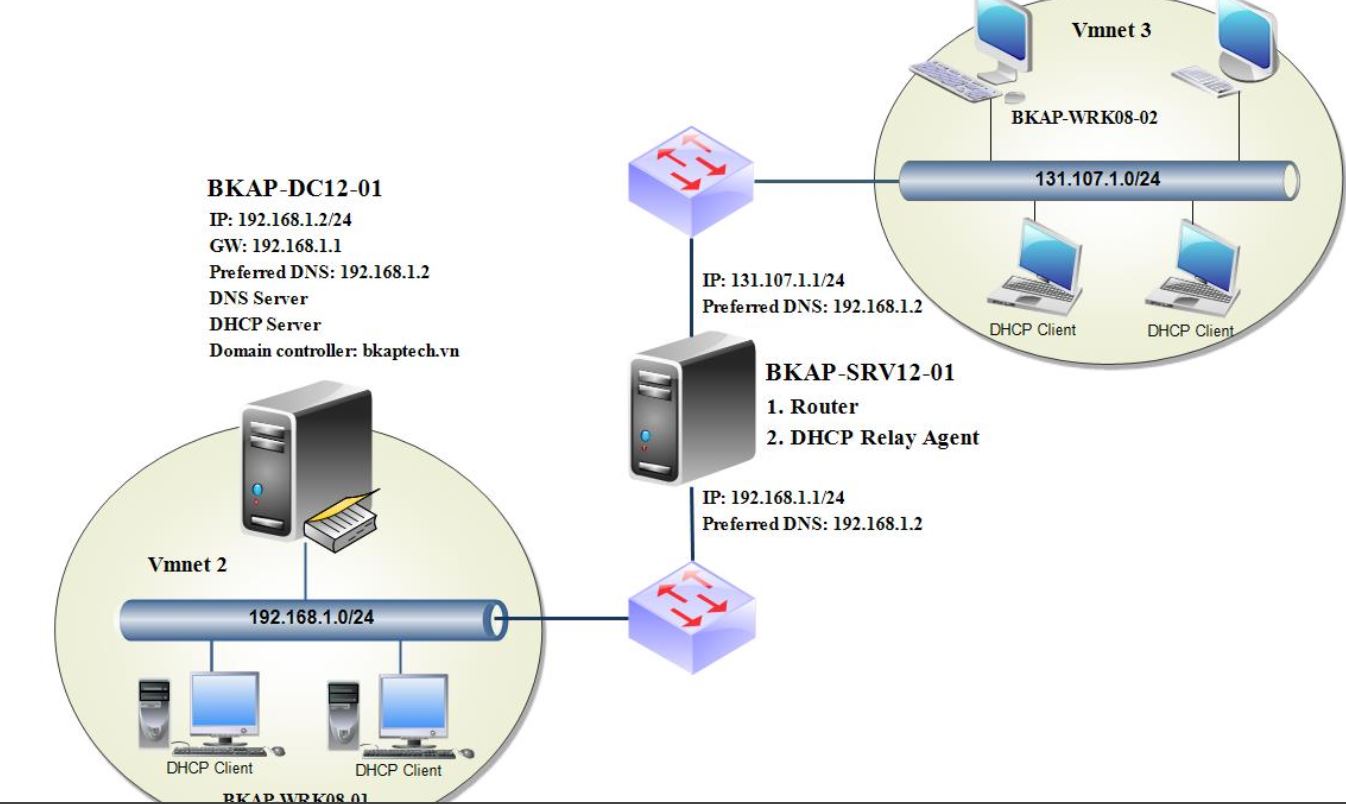 Vmnet 3
BKAP-WRK08-02
131.107.1.0/24
DHCP Client
DHCP Client
BKAP-DC12-01
IP: 192.168.1.2/24
GW: 192.168.1.1
Preferred DNS: 192.168.1.2
DNS Server
DHCP Server
Domain controller: bkaptech.vn
IP: 131.107.1.1/24
Preferred DNS: 192.168.1.2
BKAP-SRV12-01
1. Router
2. DHCP Relay Agent
IP: 192.168.1.1/24
Preferred DNS: 192.168.1.2
Vmnet 2
192.168.1.0/24
DHCP Client
DHCP Client
BKAP-WRK08-01